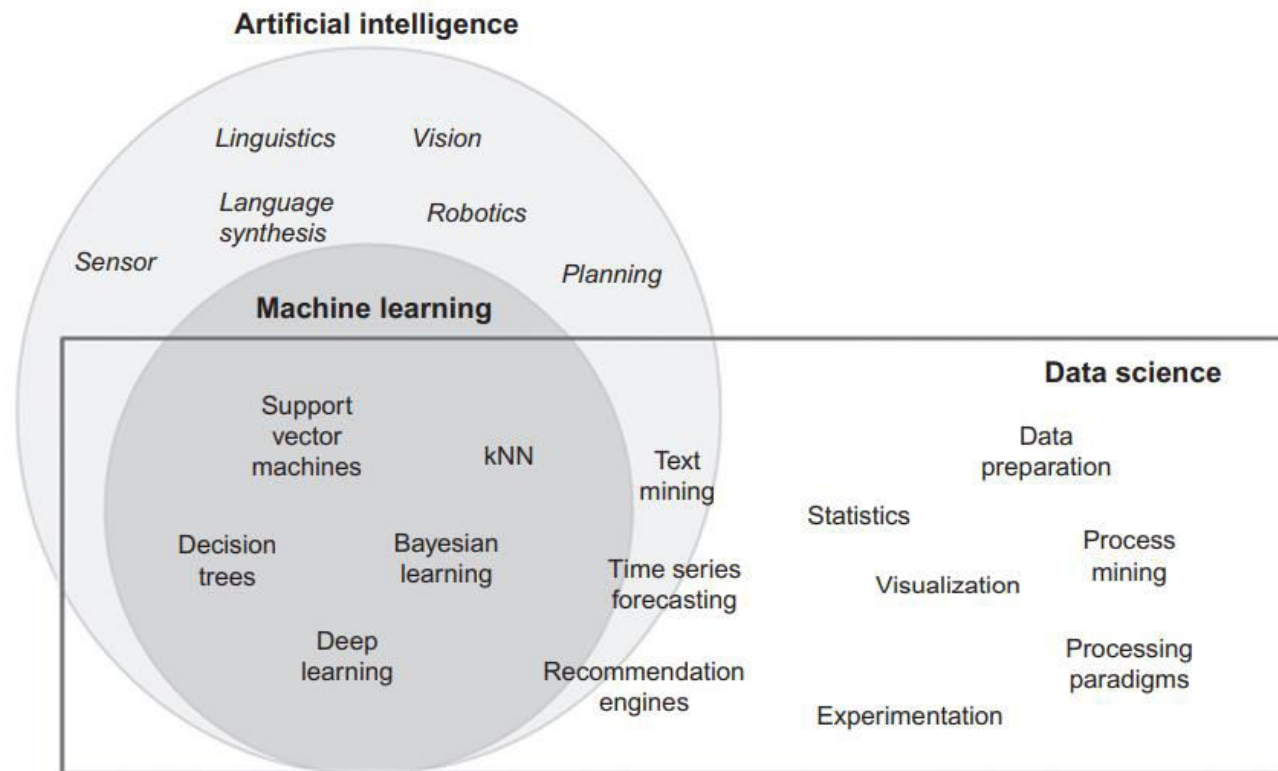 Artificial intelligence
Linguistics
Vision
Language
synthesis
Robotics
Sensor
Planning
Machine learning
Data science
Support
vector
machines
kNN
Text
mining
Data
preparation
Statistics
Decision
trees
Bayesian
learning
Time series
forecasting
Visualization
Process
mining
Deep
learning
Recommendation
engines
Processing
paradigms
Experimentation